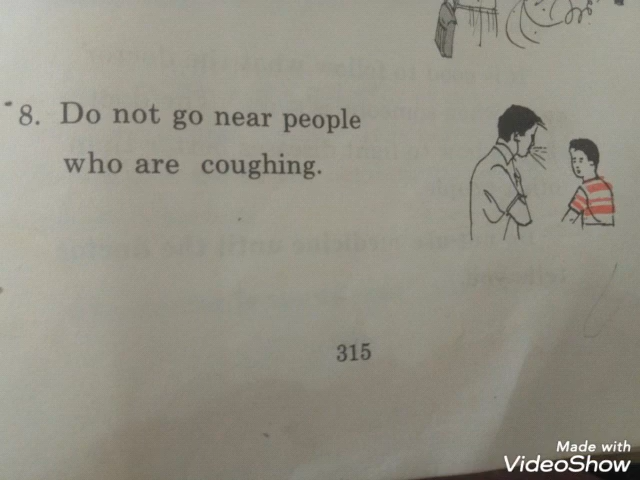 8. Do not go near people
who are coughing.
315
Made with
VideoShow